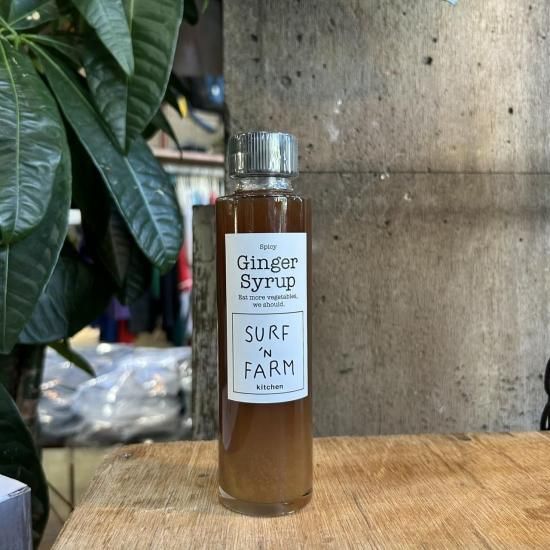 Spicy
Ginger
Syrup
Eat more vegetables,
we should.
SURF
'N
FARM
kitchen